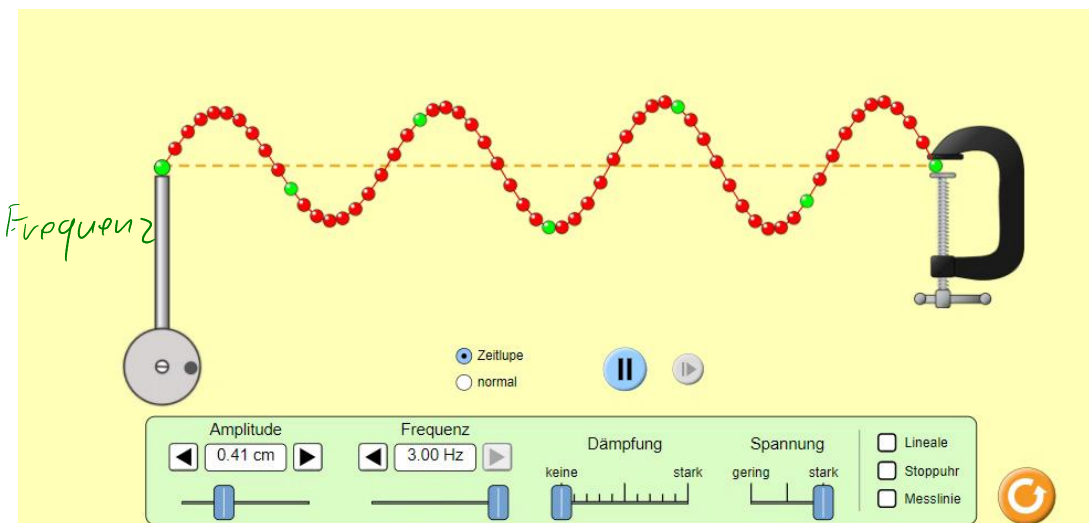 Frequenz
Zeitlupe
normal
Amplitude
0.41 cm
Frequenz
3.00 Hz
Dämpfung
keine
stark
Spannung
gering
stark
Lineale
Stoppuhr
Messlinie